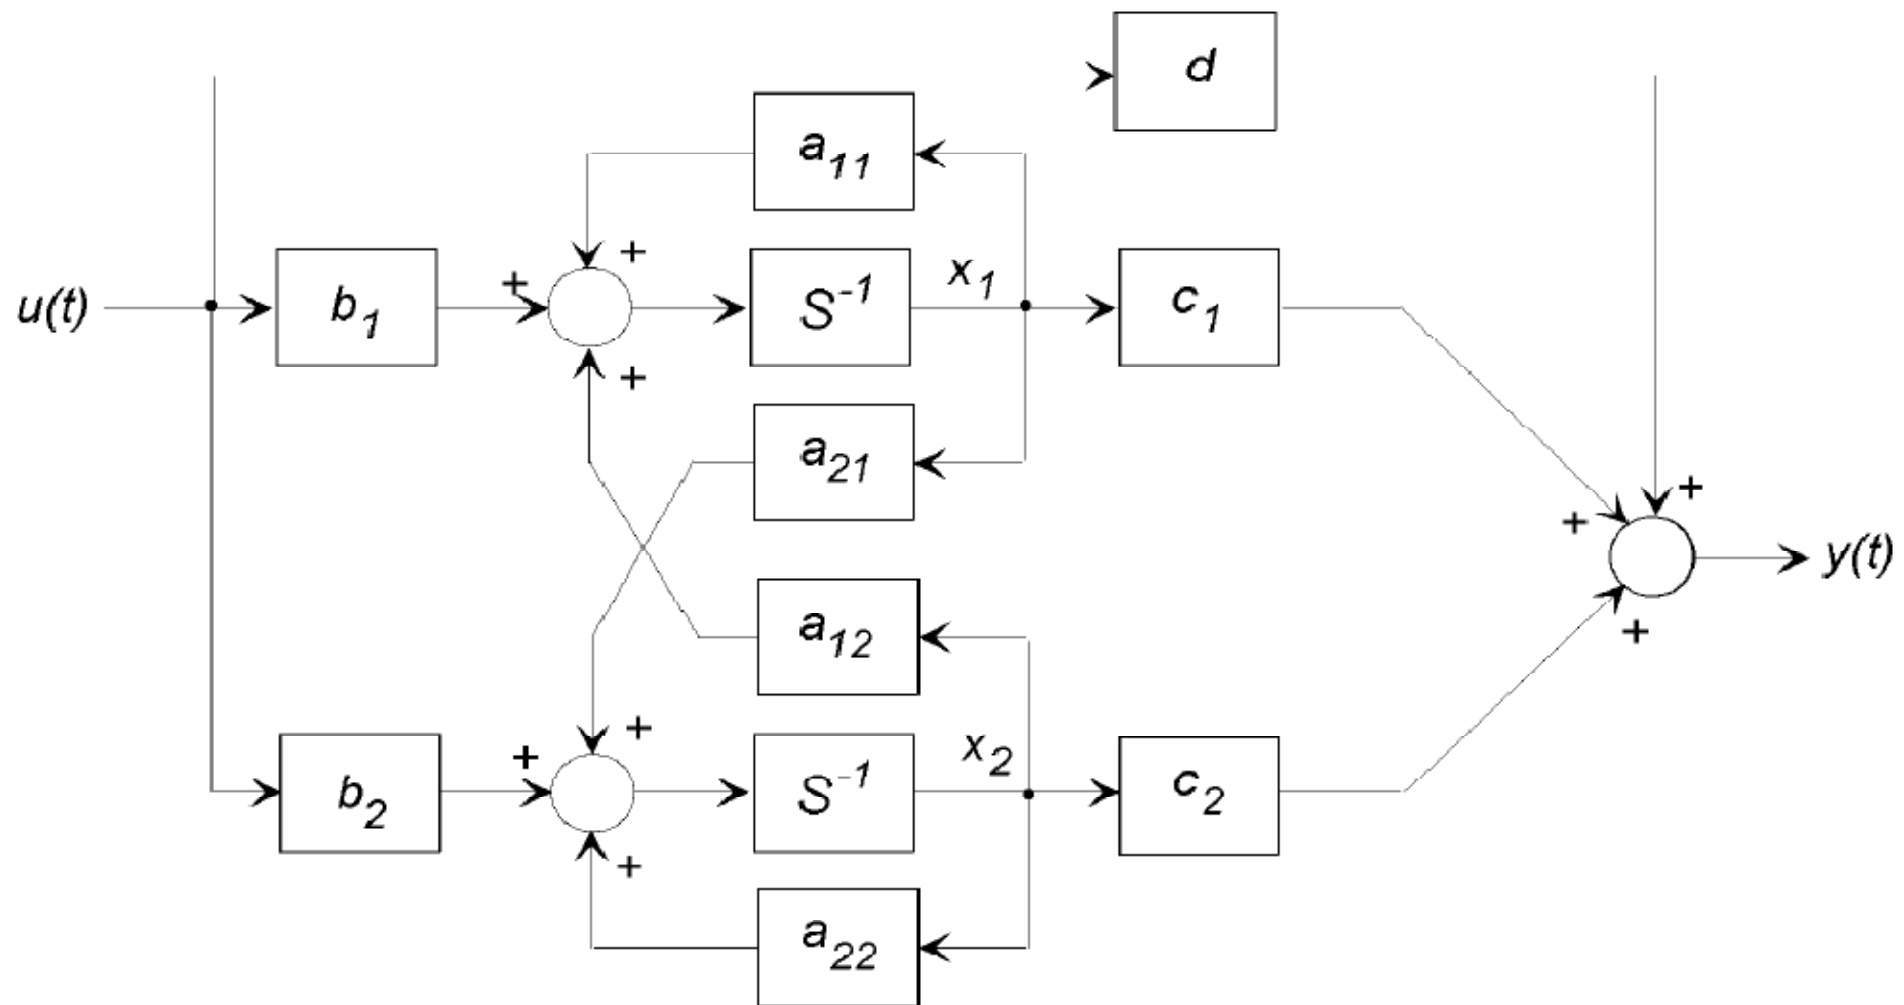 d
a₁₁
+
+
u(t)
b₁
S⁻¹
x₁
c₁
+
a₂₁
+
+
y(t)
a₁₂
+
+
+
b₂
S⁻¹
x₂
c₂
+
a₂₂